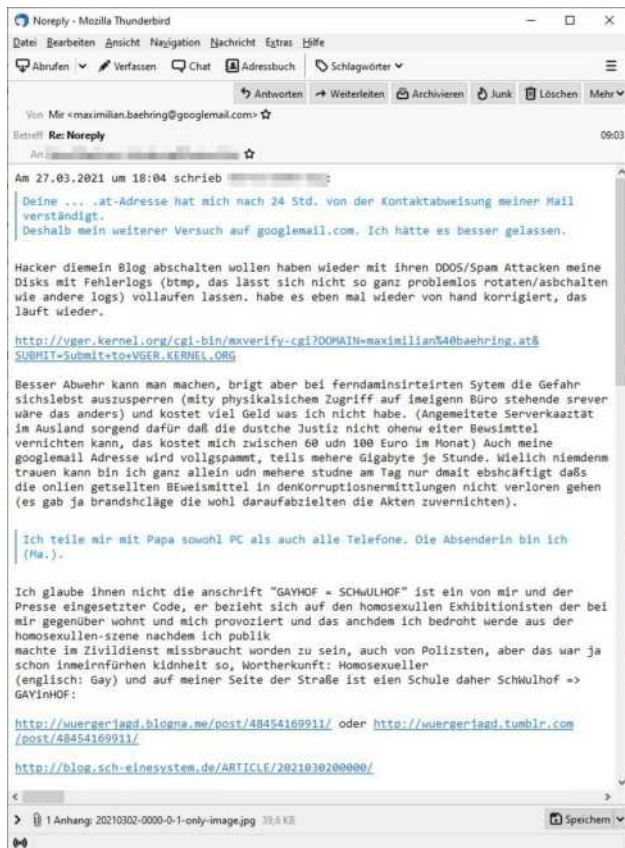 Noreply - Mozilla Thunderbird
Datei Bearbeiten Ansicht Navigation Nachricht Extras Hilfe
Abrufen Verfassen Chat Adressbuch Schlagwörter
Antworten Weiterleiten Archivieren Junk Löschen Mehr
Von Mir <maximilian.baehring@googlemail.com>
Betreff Re: Noreply 09:03
An
Am 27.03.2021 um 18:04 schrieb :
Deine ... .at-Adresse hat mich nach 24 Std. von der Kontaktabweisung meiner Mail
verständigt.
Deshalb mein weiterer Versuch auf googlemail.com. Ich hätte es besser gelassen.
Hacker diemein Blog abschalten wollen haben wieder mit ihren DDOS/Spam Attacken meine
Disks mit Fehlerlogs (btmp, das lässt sich nicht so ganz problemlos rotaten/asbchalten
wie andere logs) vollaufen lassen. habe es eben mal wieder von hand korrigiert, das
läuft wieder.
http://vger.kernel.org/cgi-bin/mxverify-cgi?DOMAIN=maximilian%40baehring.at&
SUBMIT=Submit+to+VGER.KERNEL.ORG
Besser Abwehr kann man machen, brigt aber bei ferndaminsirteirten Sytem die Gefahr
sichslebst auszusperren (mity physikalsichem Zugriff auf imeigenn Büro stehende srever
wäre das anders) und kostet viel Geld was ich nicht habe. (Angemeitete Serverkaaztät
im Ausland sorgend dafür daß die dustche Justiz nicht ohenw eiter Bewsimttel
vernichten kann, das kostet mich zwischen 60 udn 100 Euro im Monat) Auch meine
googlemail Adresse wird vollgspammt, teils mehere Gigabyte je Stunde. Wielich niemdenm
trauen kann bin ich ganz allein udn mehere studne am Tag nur dmait ebshcäftigt daßs
die onlien getsellten BEweismittel in denKorruptiosnermittlungen nicht verloren gehen
(es gab ja brandshcläge die wohl daraufabzielten die Akten zuvernichten).
Ich teile mir mit Papa sowohl PC als auch alle Telefone. Die Absenderin bin ich
(Ma.).
Ich glaube ihnen nicht die anschrift "GAYHOF = SCHwULHOF" ist ein von mir und der
Presse eingesetzter Code, er bezieht sich auf den homosexullen Exhibitionisten der bei
mir gegenüber wohnt und mich provoziert und das anchdem ich bedroht werde aus der
homosexullen-szene nachdem ich publik
machte im Zivildienst missbraucht worden zu sein, auch von Polizsten, aber das war ja
schon inmeirnfürhen kidnheit so, Wortherkunft: Homosexueller
(englisch: Gay) und auf meiner Seite der Straße ist eien Schule daher SchWulhof =>
GAYinHOF:
http://wuergerjagd.blogna.me/post/48454169911/ oder http://wuergerjagd.tumblr.com
/post/48454169911/
http://blog.sch-einesystem.de/ARTICLE/2021030200000/
1 Anhang: 20210302-0000-0-1-only-image.jpg 39,6 KB Speichern